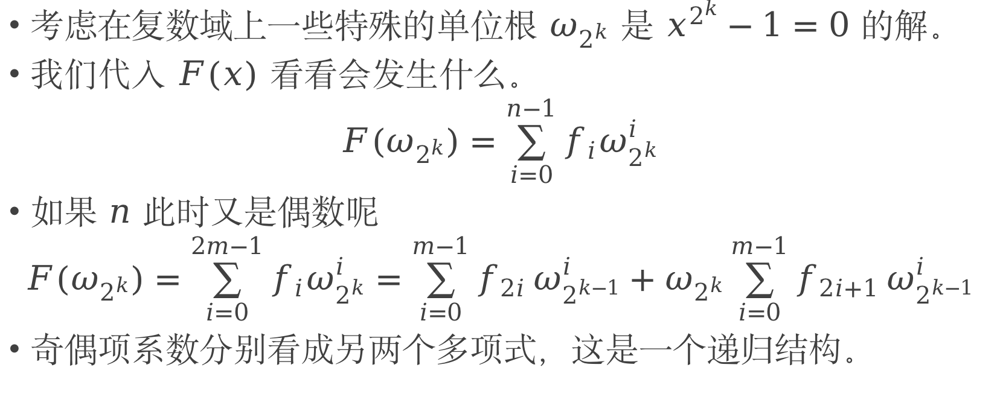 • 考虑在复数域上一些特殊的单位根 $\omega_{2^k}$ 是 $x^{2^k} - 1 = 0$ 的解。
• 我们代入 $F(x)$ 看看会发生什么。
$F(\omega_{2^k}) = \sum_{i=0}^{n-1} f_i \omega_{2^k}^i$
• 如果 $n$ 此时又是偶数呢
$F(\omega_{2^k}) = \sum_{i=0}^{2m-1} f_i \omega_{2^k}^i = \sum_{i=0}^{m-1} f_{2i} \, \omega_{2^{k-1}}^i + \omega_{2^k} \sum_{i=0}^{m-1} f_{2i+1} \, \omega_{2^{k-1}}^i$
• 奇偶项系数分别看成另两个多项式，这是一个递归结构。